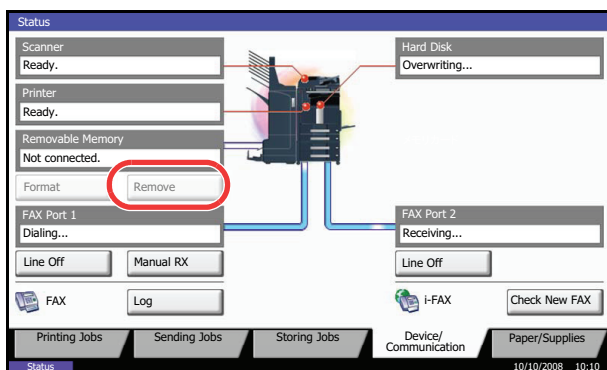 Status
Scanner
Ready.
Hard Disk
Overwriting...
Printer
Ready.
Removable Memory
Not connected.
Format
Remove
FAX Port 1
Dialing...
FAX Port 2
Receiving...
Line Off
Manual RX
Line Off
FAX
Log
i-FAX
Check New FAX
Printing Jobs
Sending Jobs
Storing Jobs
Device/
Communication
Paper/Supplies
Status
10/10/2008 10:10